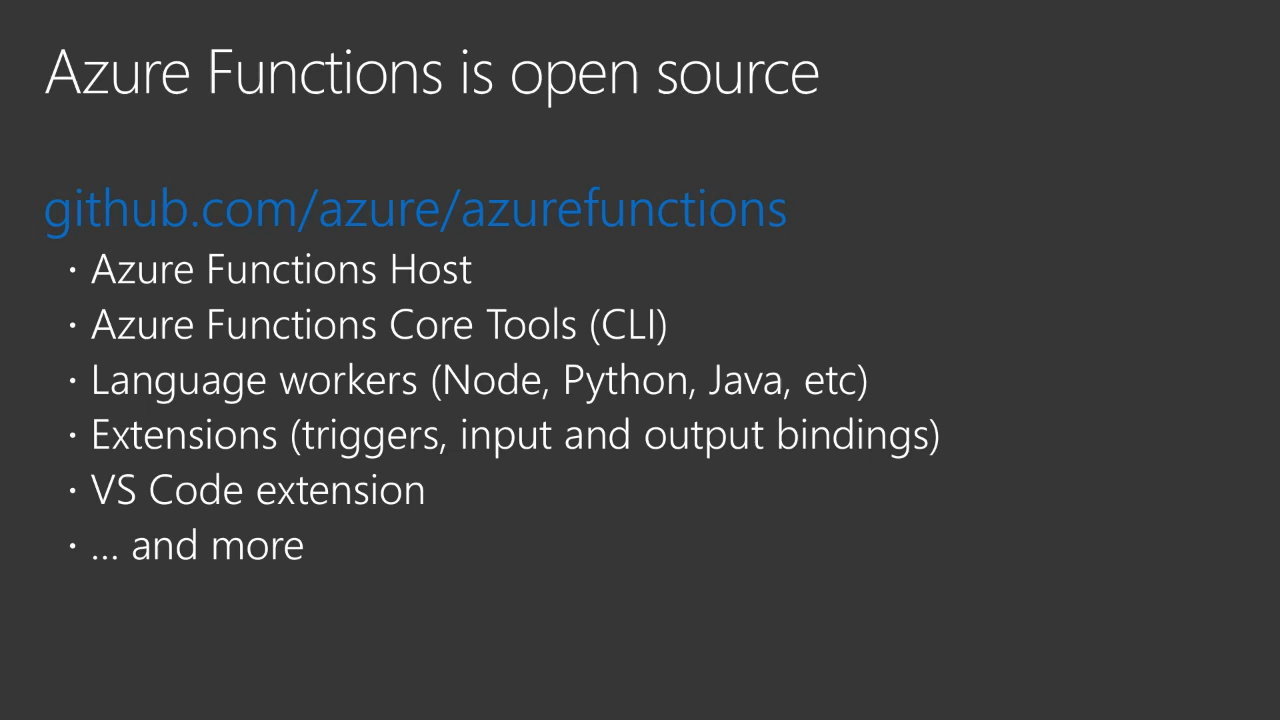 Azure Functions is open source
github.com/azure/azurefunctions
· Azure Functions Host
· Azure Functions Core Tools (CLI)
· Language workers (Node, Python, Java, etc)
· Extensions (triggers, input and output bindings)
· VS Code extension
· ... and more